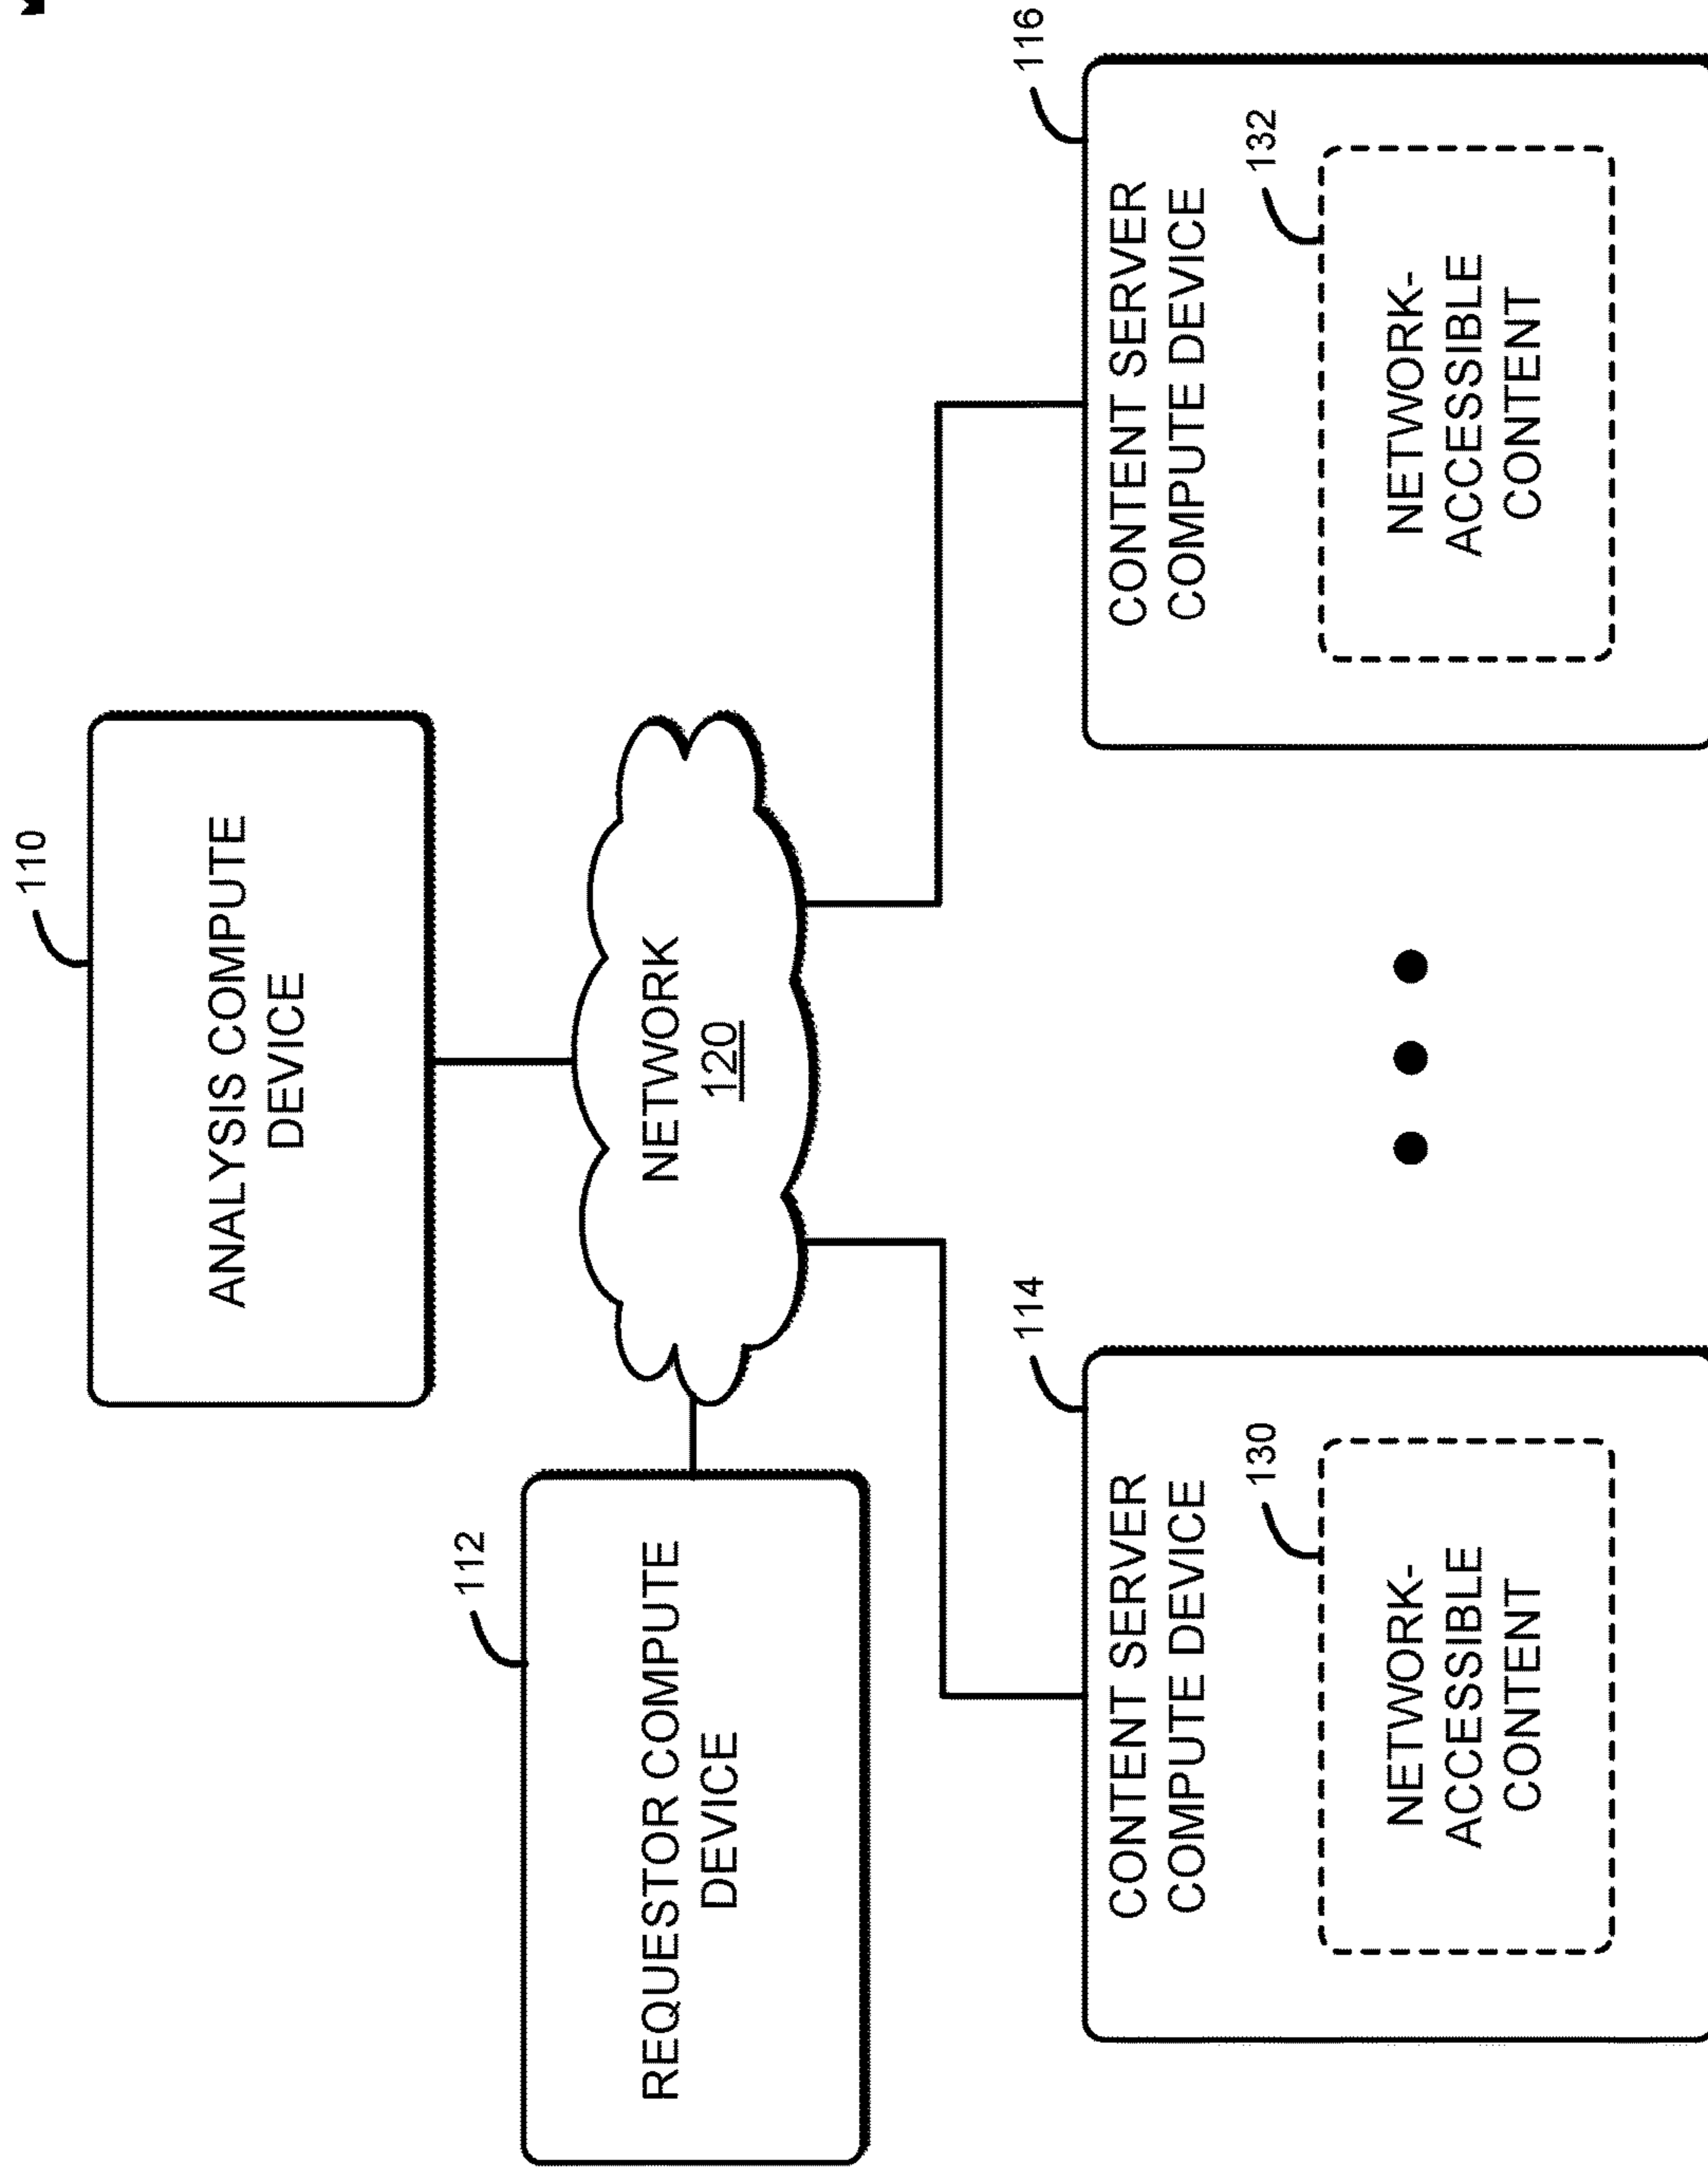 110
ANALYSIS COMPUTE
DEVICE
112
REQUESTOR COMPUTE
DEVICE
NETWORK
120
114
CONTENT SERVER
COMPUTE DEVICE
130
NETWORK-
ACCESSIBLE
CONTENT
116
CONTENT SERVER
COMPUTE DEVICE
132
NETWORK-
ACCESSIBLE
CONTENT